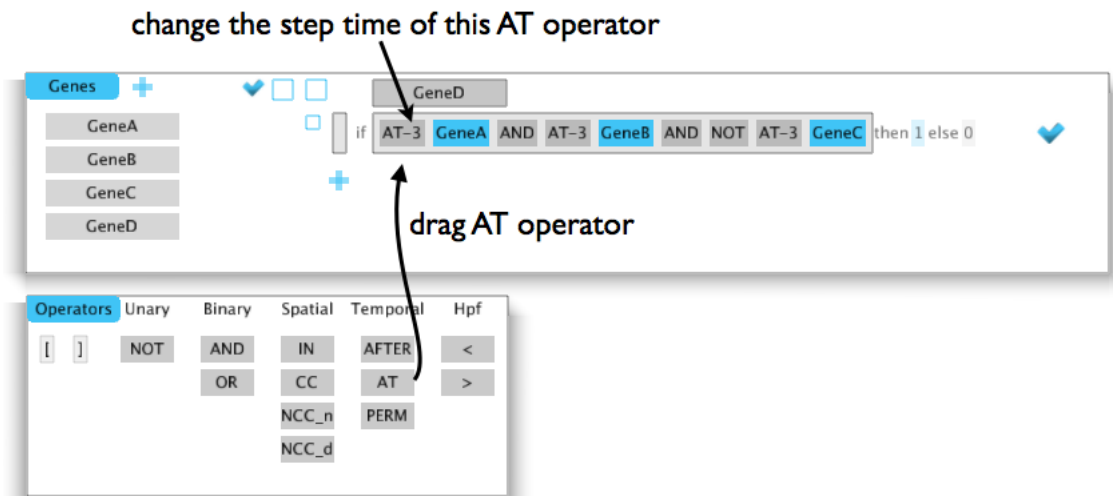 change the step time of this AT operator
Genes
GeneD
GeneA
if AT-3 GeneA AND AT-3 GeneB AND NOT AT-3 GeneC then 1 else 0
GeneB
GeneC
GeneD
drag AT operator
Operators Unary Binary Spatial Temporal Hpf
[ ] NOT AND IN AFTER <
OR CC AT >
NCC_n PERM
NCC_d